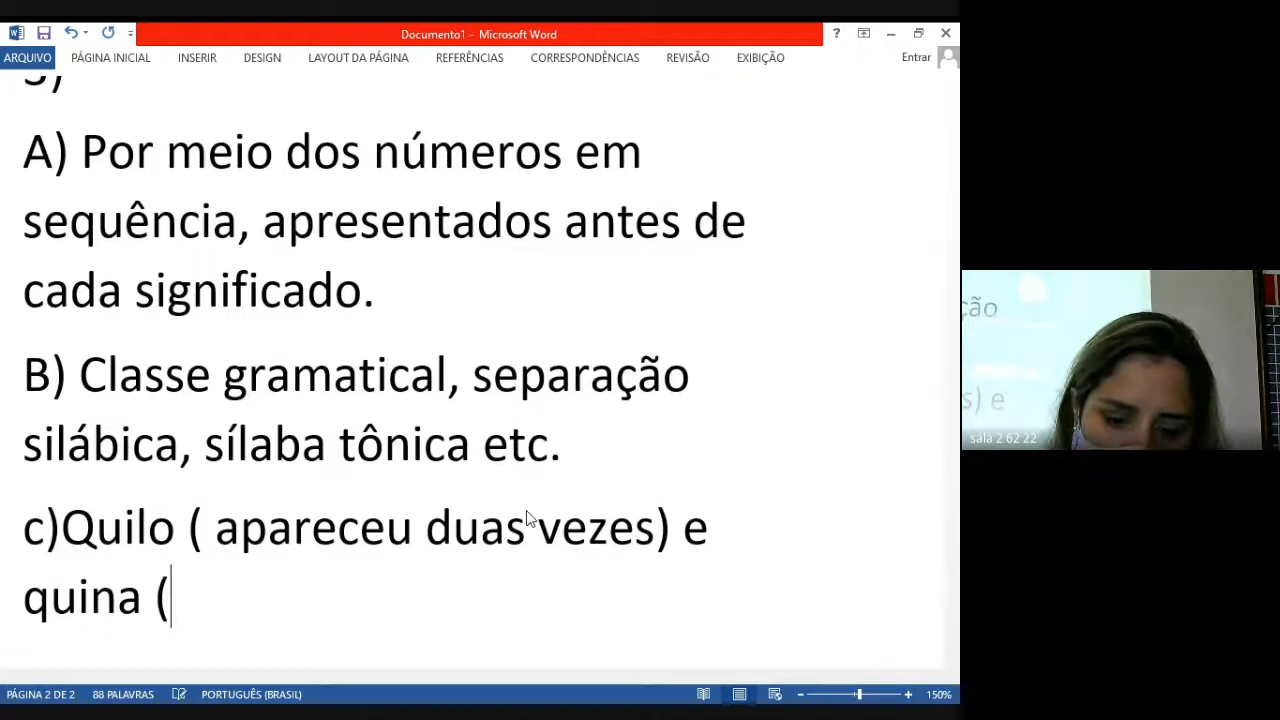 Documento1 - Microsoft Word
?
ARQUIVO PÁGINA INICIAL INSERIR DESIGN LAYOUT DA PÁGINA REFERÊNCIAS CORRESPONDÊNCIAS REVISÃO EXIBIÇÃO Entrar
A) Por meio dos números em
sequência, apresentados antes de
cada significado.
B) Classe gramatical, separação
silábica, sílaba tônica etc.
c)Quilo ( apareceu duas vezes) e
quina (
ção
s) e
sala 2 62 22
PÁGINA 2 DE 2 88 PALAVRAS PORTUGUÊS (BRASIL) 150%